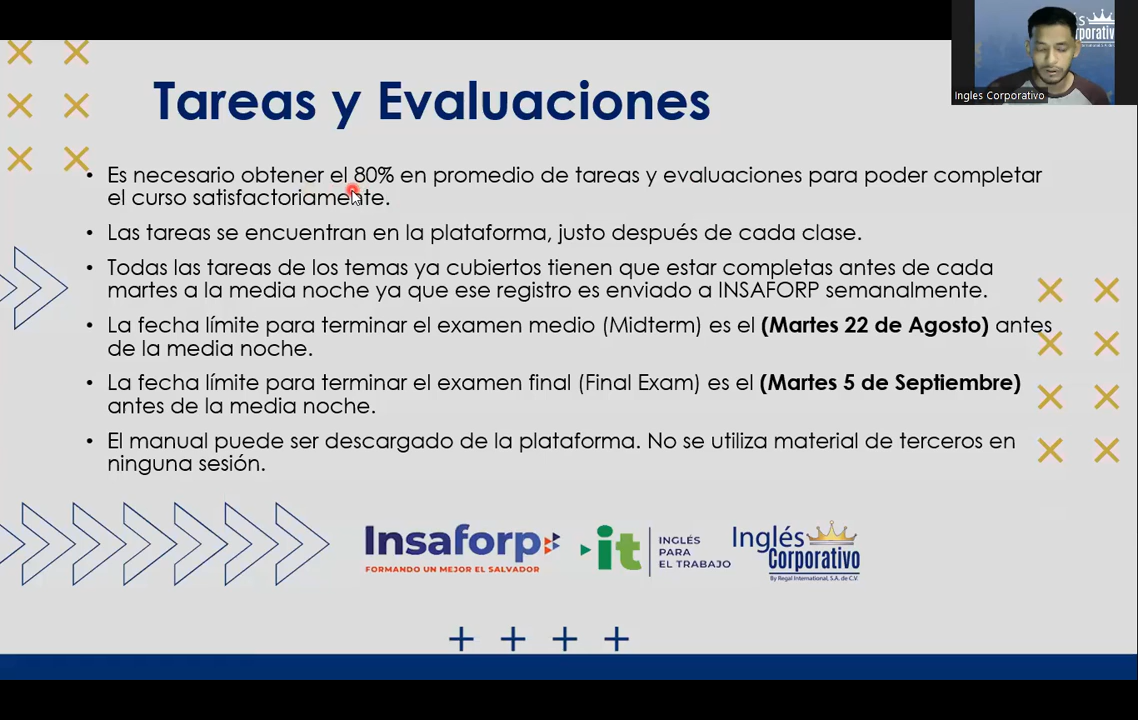 Tareas y Evaluaciones
• Es necesario obtener el 80% en promedio de tareas y evaluaciones para poder completar
el curso satisfactoriamente.
• Las tareas se encuentran en la plataforma, justo después de cada clase.
• Todas las tareas de los temas ya cubiertos tienen que estar completas antes de cada
martes a la media noche ya que ese registro es enviado a INSAFORP semanalmente.
• La fecha límite para terminar el examen medio (Midterm) es el (Martes 22 de Agosto) antes
de la media noche.
• La fecha límite para terminar el examen final (Final Exam) es el (Martes 5 de Septiembre)
antes de la media noche.
• El manual puede ser descargado de la plataforma. No se utiliza material de terceros en
ninguna sesión.
Insaforp
FORMANDO UN MEJOR EL SALVADOR
it
INGLÉS
PARA
EL TRABAJO
Inglés
Corporativo
By Regal International, S.A. de C.V.
Ingles Corporativo